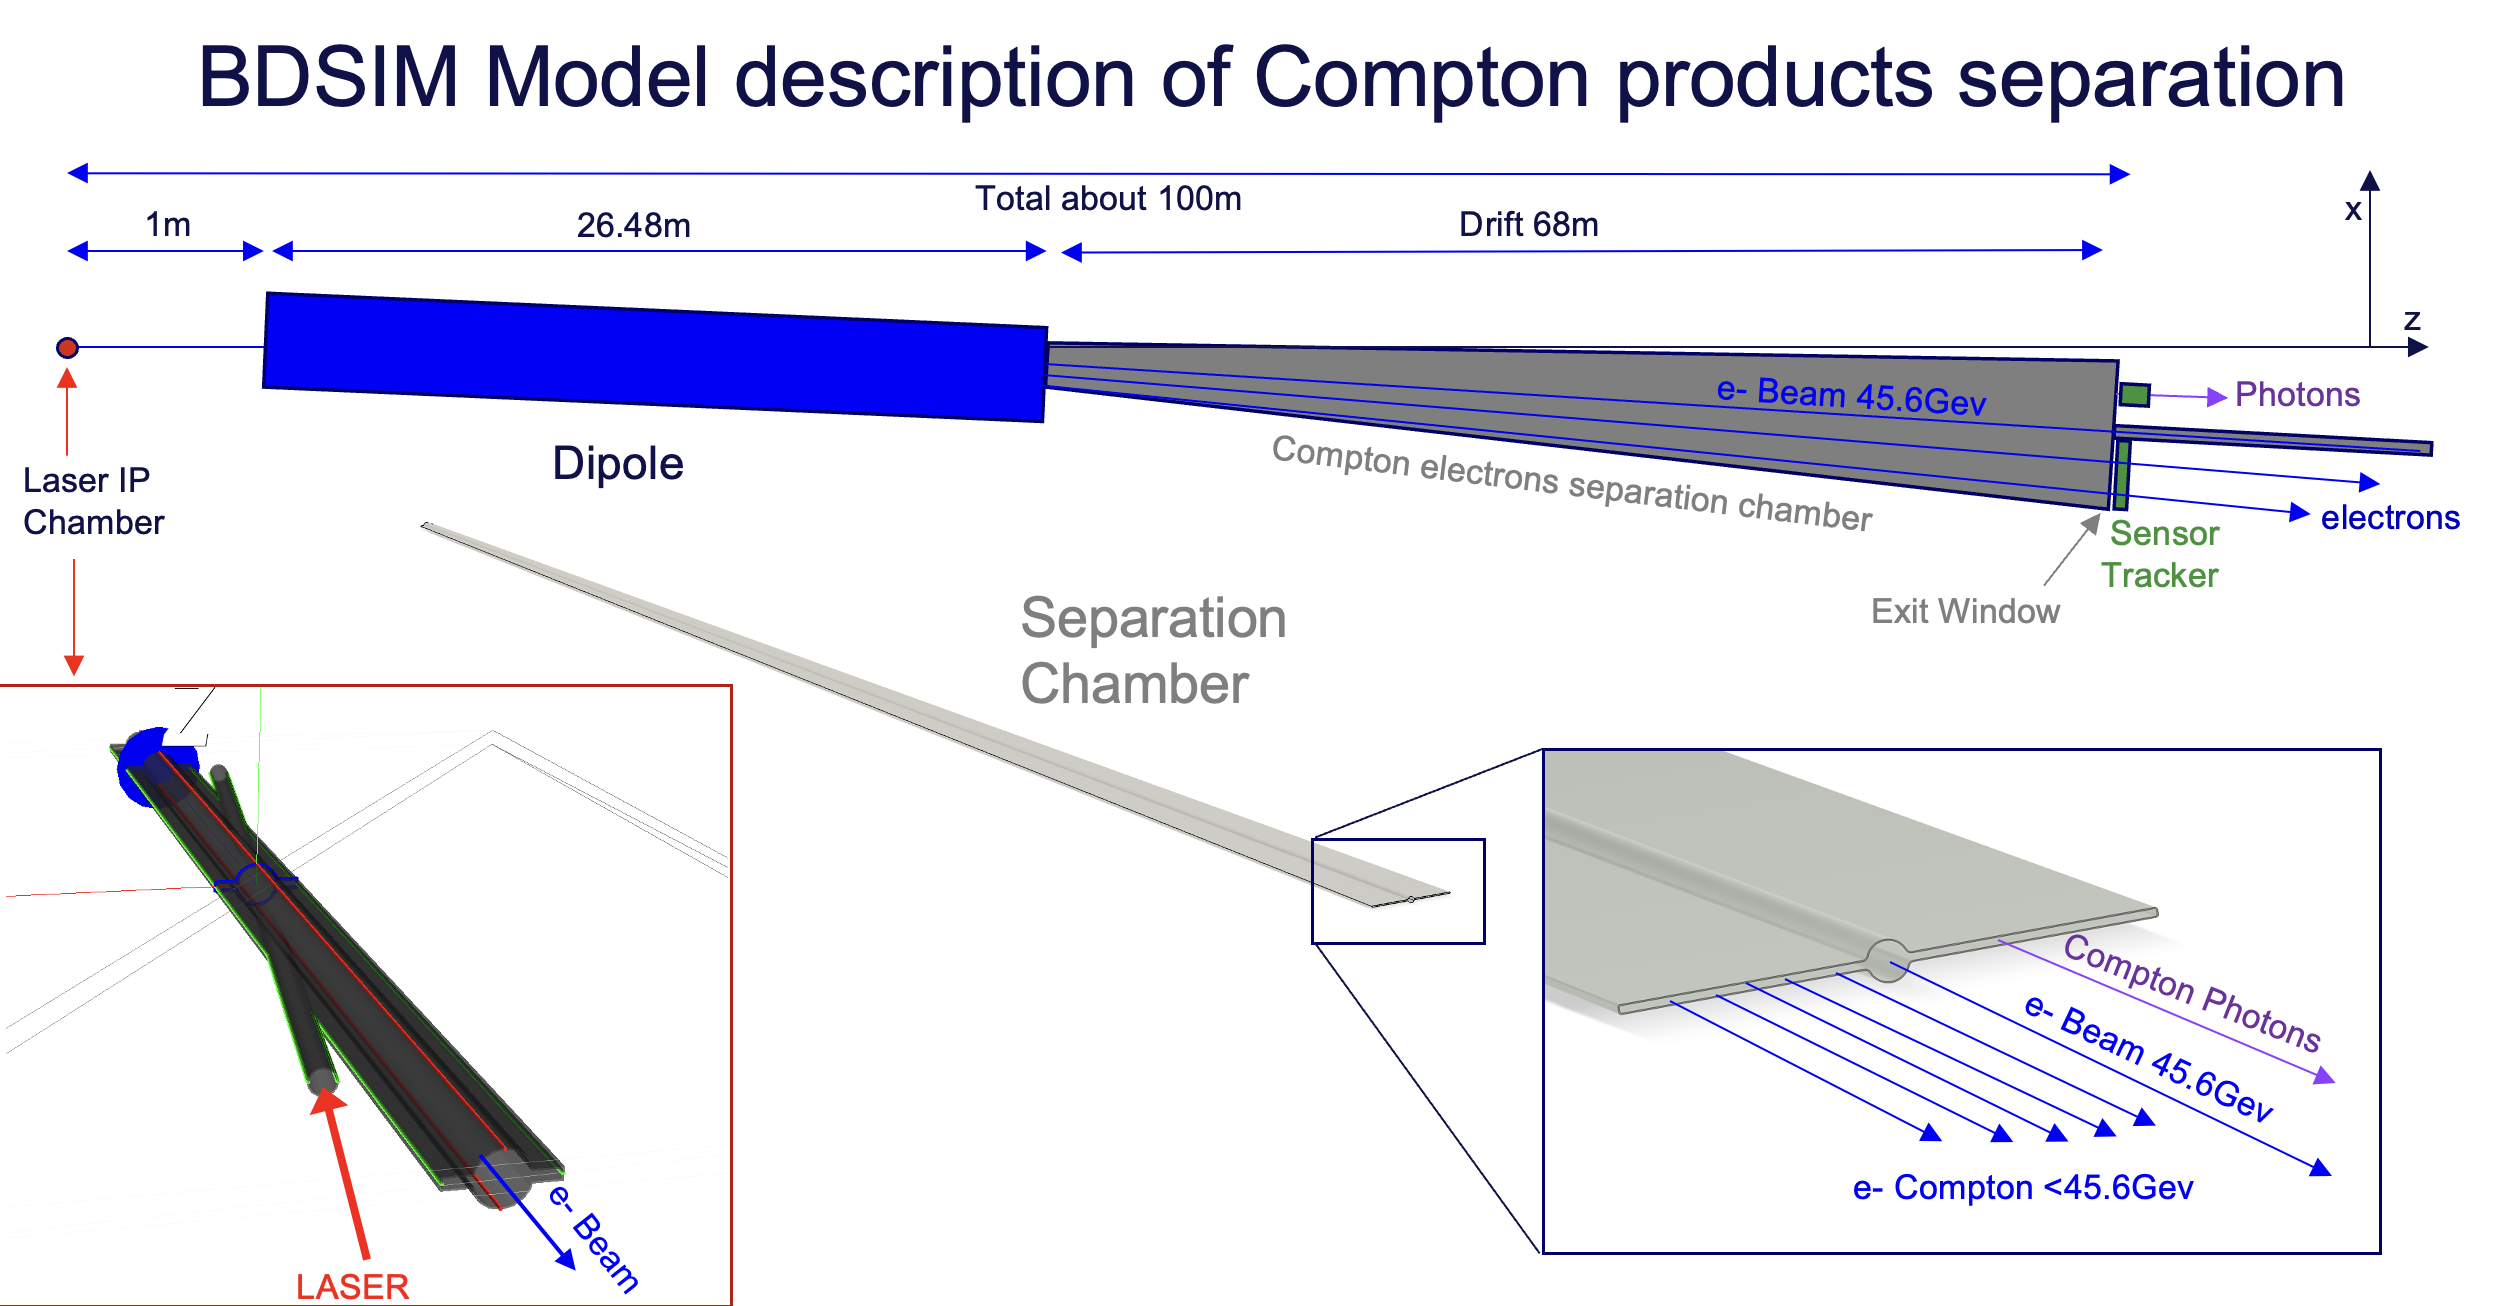 BDSIM Model description of Compton products separation
Total about 100m
1m
26.48m
Drift 68m
x
z
e- Beam 45.6Gev
Photons
Compton electrons separation chamber
Dipole
Laser IP
Chamber
electrons
Sensor
Tracker
Exit Window
Separation
Chamber
Compton Photons
e- Beam 45.6Gev
e- Compton <45.6Gev
e- Beam
LASER